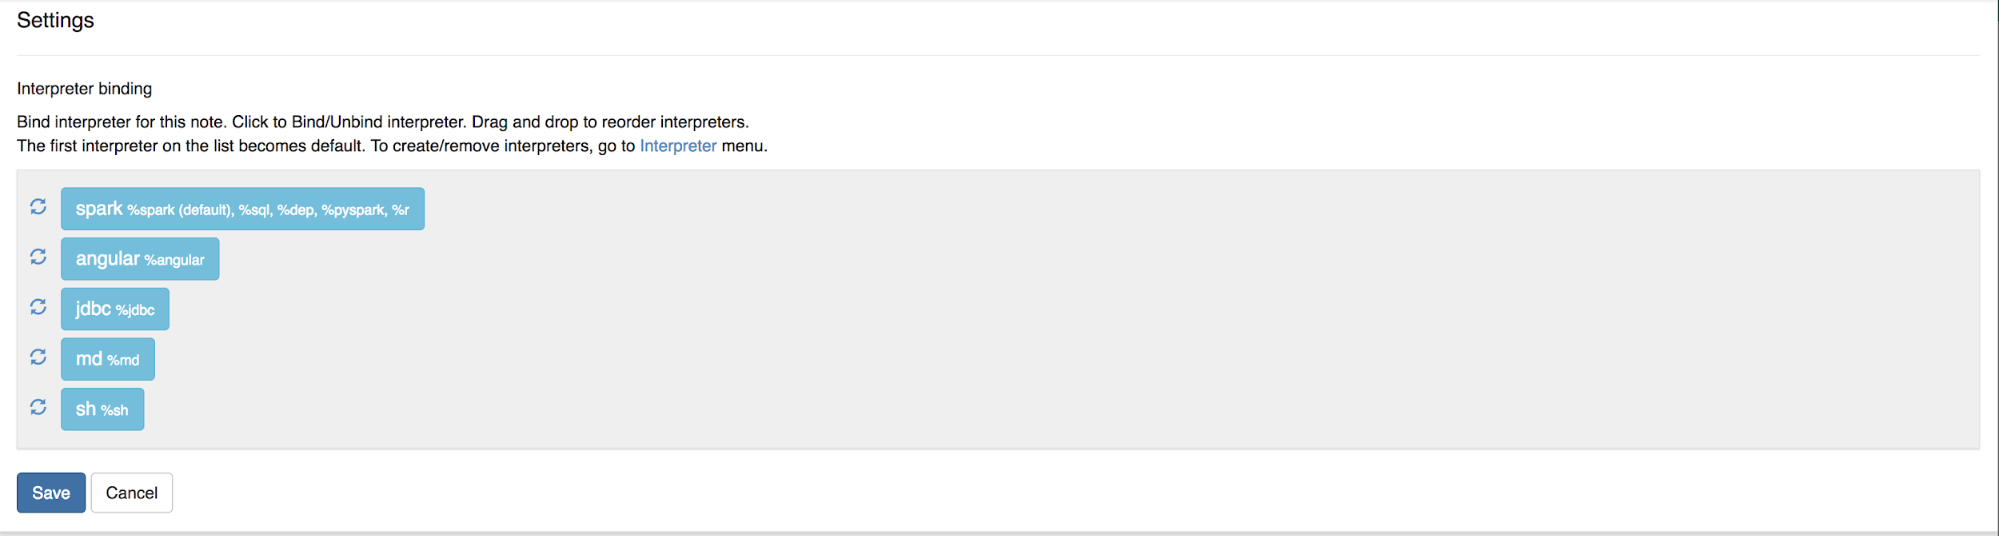 Settings
Interpreter binding
Bind interpreter for this note. Click to Bind/Unbind interpreter. Drag and drop to reorder interpreters.
The first interpreter on the list becomes default. To create/remove interpreters, go to Interpreter menu.
spark %spark (default), %sql, %dep, %pyspark, %r
angular %angular
jdbc %jdbc
md %md
sh %sh
Save Cancel